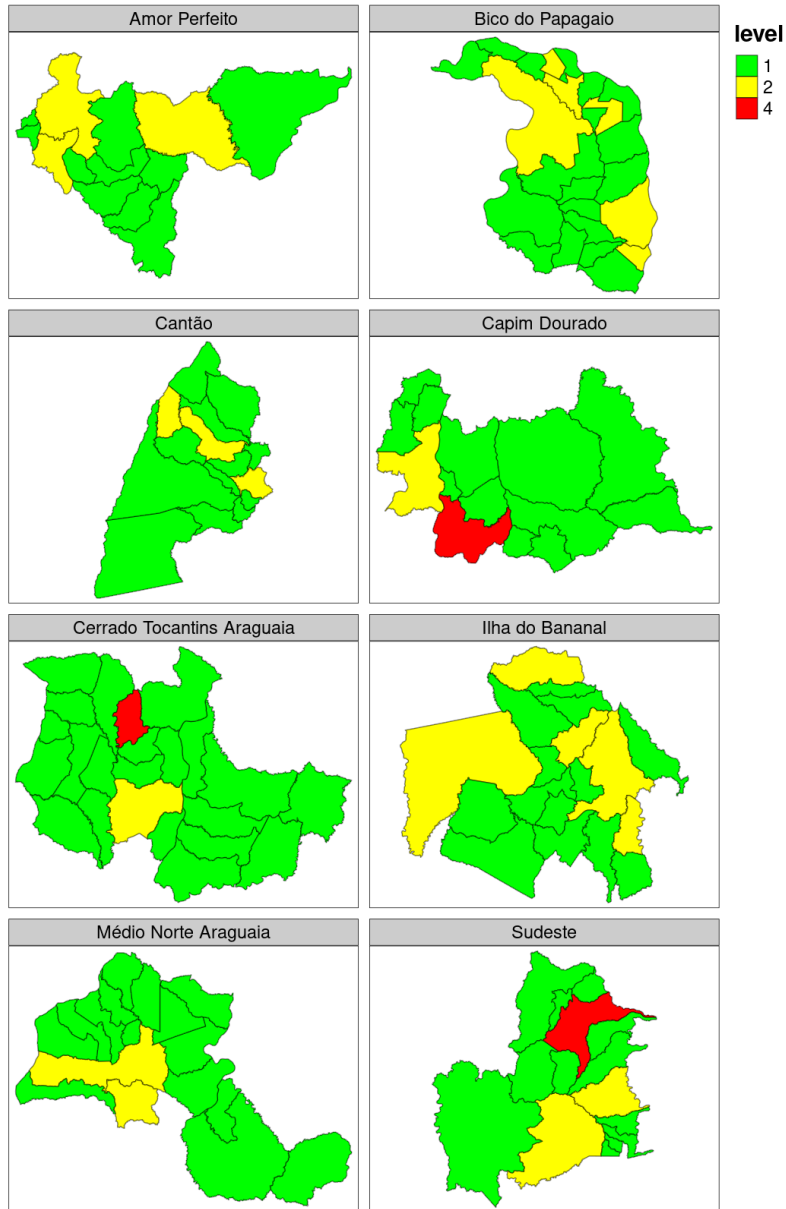 Amor Perfeito
Bico do Papagaio
level
1
2
4
Cantão
Capim Dourado
Cerrado Tocantins Araguaia
Ilha do Bananal
Médio Norte Araguaia
Sudeste